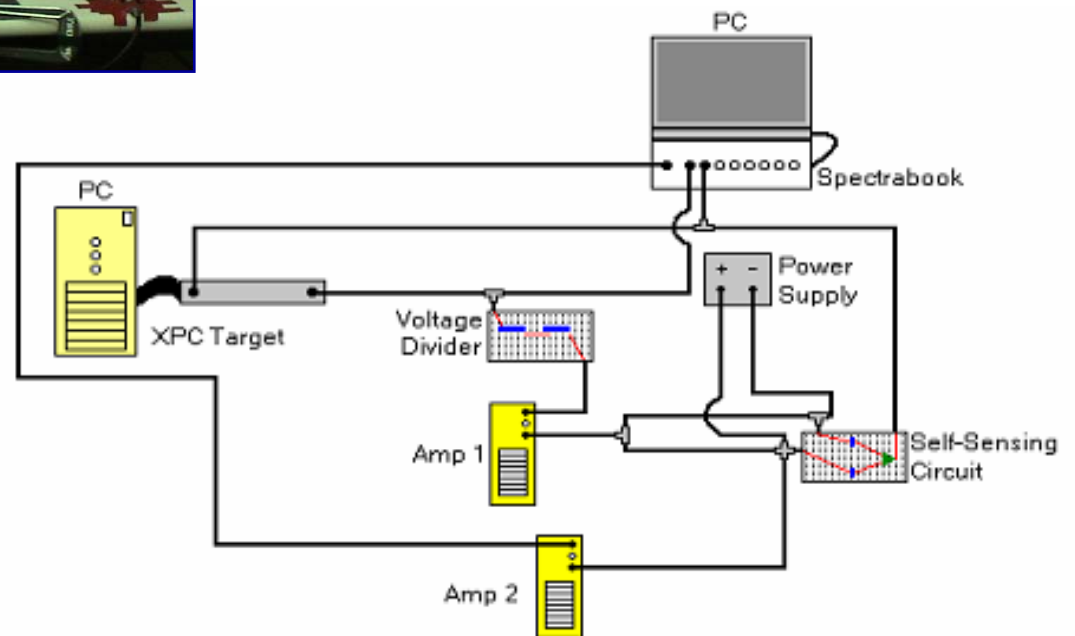 PC
Spectrabook
PC
+ -
Power
Supply
XPC Target
Voltage
Divider
Amp 1
Self-Sensing
Circuit
Amp 2